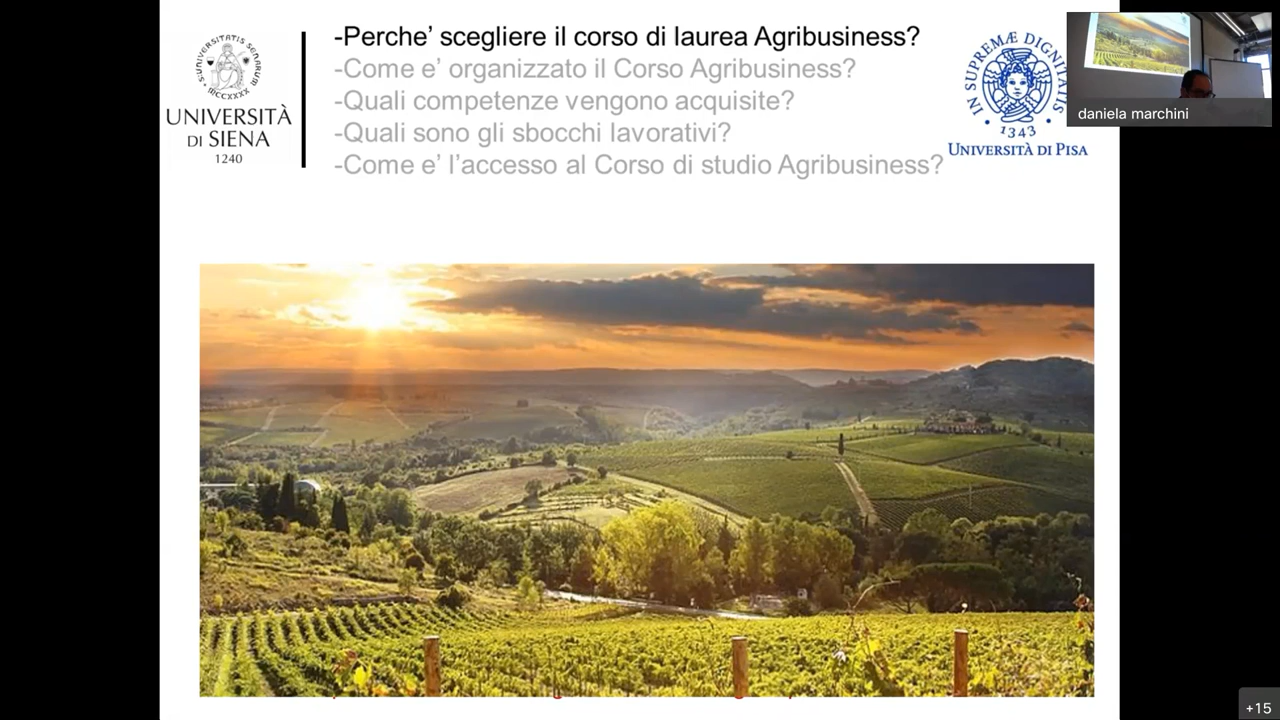 -Perche' scegliere il corso di laurea Agribusiness?
-Come e' organizzato il Corso Agribusiness?
-Quali competenze vengono acquisite?
-Quali sono gli sbocchi lavorativi?
-Come e' l'accesso al Corso di studio Agribusiness?
UNIVERSITÀ
DI SIENA
1240
IN SUPREMÆ DIGNITATIS
1343
UNIVERSITÀ DI PISA
daniela marchini
+15